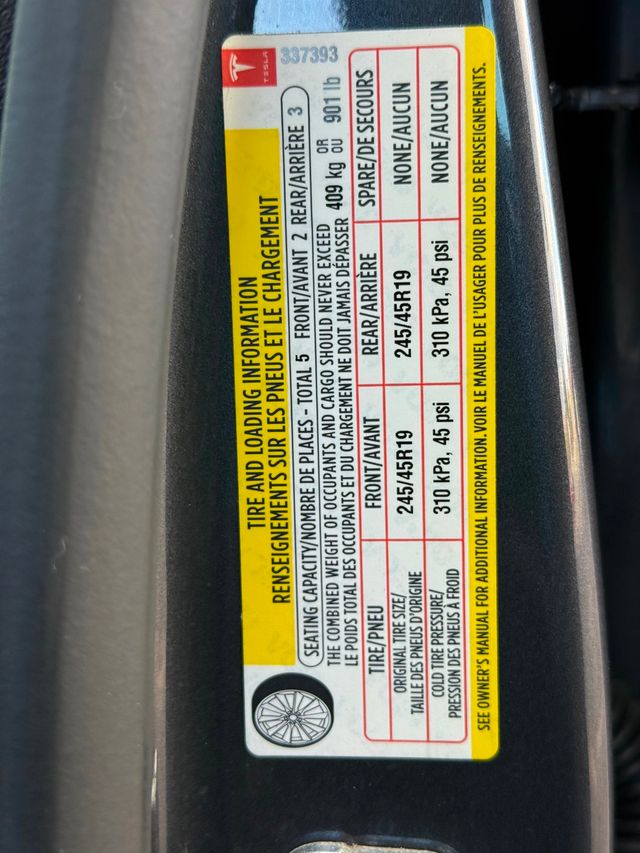 TESLA
337393
TIRE AND LOADING INFORMATION
RENSEIGNEMENTS SUR LES PNEUS ET LE CHARGEMENT
SEATING CAPACITY/NOMBRE DE PLACES - TOTAL 5 FRONT/AVANT 2 REAR/ARRIÈRE 3
THE COMBINED WEIGHT OF OCCUPANTS AND CARGO SHOULD NEVER EXCEED
LE POIDS TOTAL DES OCCUPANTS ET DU CHARGEMENT NE DOIT JAMAIS DÉPASSER
409 kg OR OU 901 lb
TIRE/PNEU FRONT/AVANT REAR/ARRIÈRE SPARE/DE SECOURS
ORIGINAL TIRE SIZE/
TAILLE DES PNEUS D'ORIGINE
245/45R19 245/45R19 NONE/AUCUN
COLD TIRE PRESSURE/
PRESSION DES PNEUS À FROID
310 kPa, 45 psi 310 kPa, 45 psi NONE/AUCUN
SEE OWNER'S MANUAL FOR ADDITIONAL INFORMATION.VOIR LE MANUEL DE L'USAGER POUR PLUS DE RENSEIGNEMENTS.